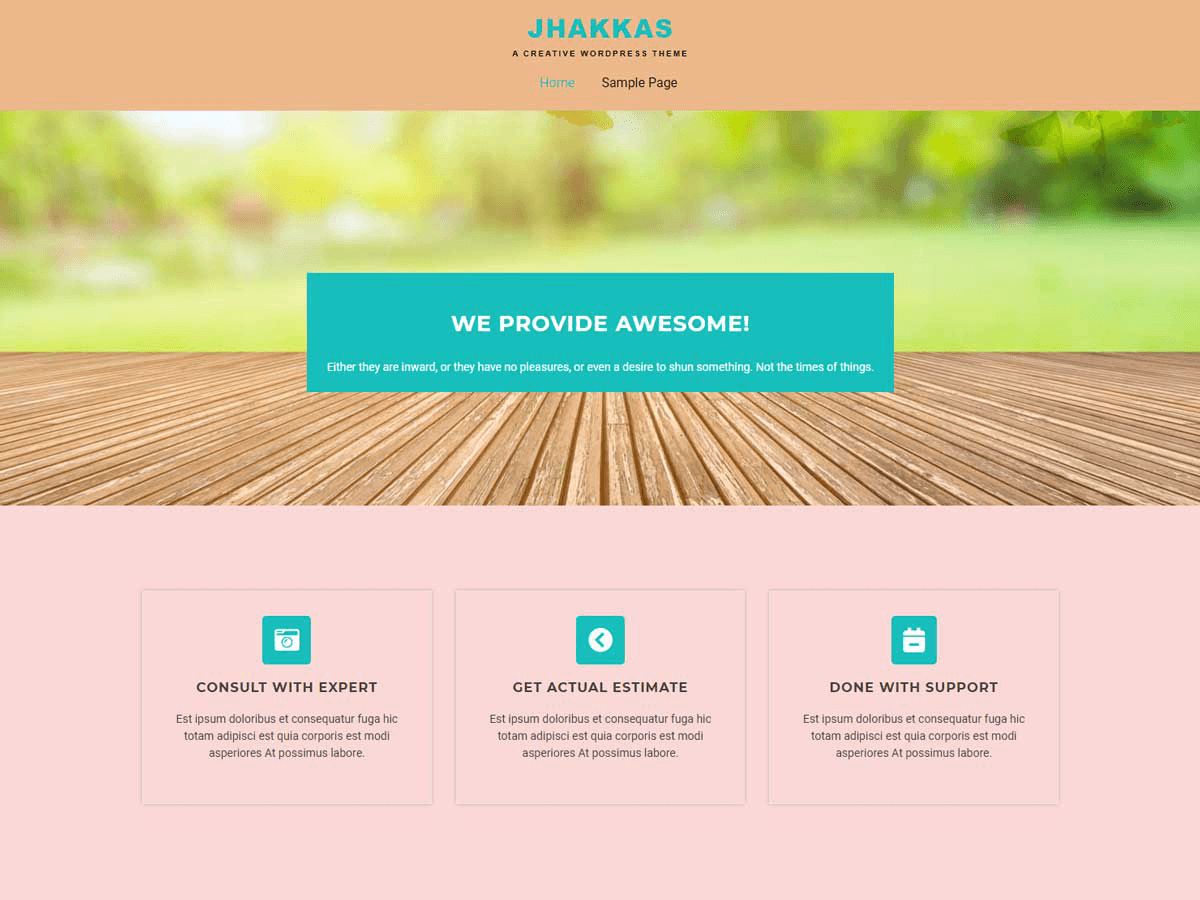 JHAKKAS
A CREATIVE WORDPRESS THEME
Home Sample Page
WE PROVIDE AWESOME!
Either they are inward, or they have no pleasures, or even a desire to shun something. Not the times of things.
CONSULT WITH EXPERT
Est ipsum doloribus et consequatur fuga hic
totam adipisci est quia corporis est modi
asperiores At possimus labore.
GET ACTUAL ESTIMATE
Est ipsum doloribus et consequatur fuga hic
totam adipisci est quia corporis est modi
asperiores At possimus labore.
DONE WITH SUPPORT
Est ipsum doloribus et consequatur fuga hic
totam adipisci est quia corporis est modi
asperiores At possimus labore.